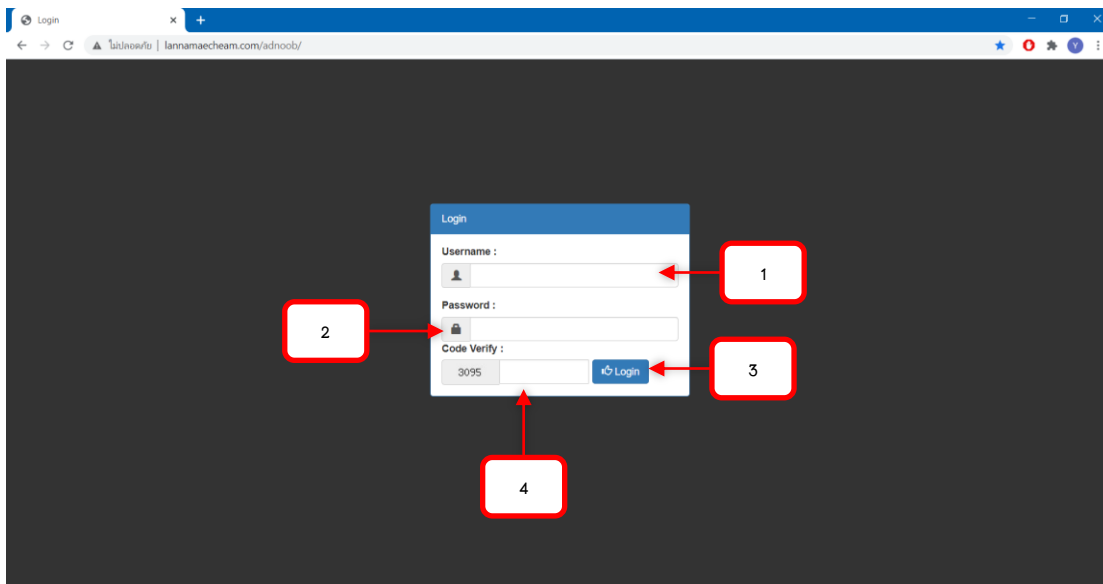 Login
ไม่ปลอดภัย | lannamaecheam.com/adnoob/
Y
Login
Username :
1
Password :
2
Code Verify :
3095
Login
3
4